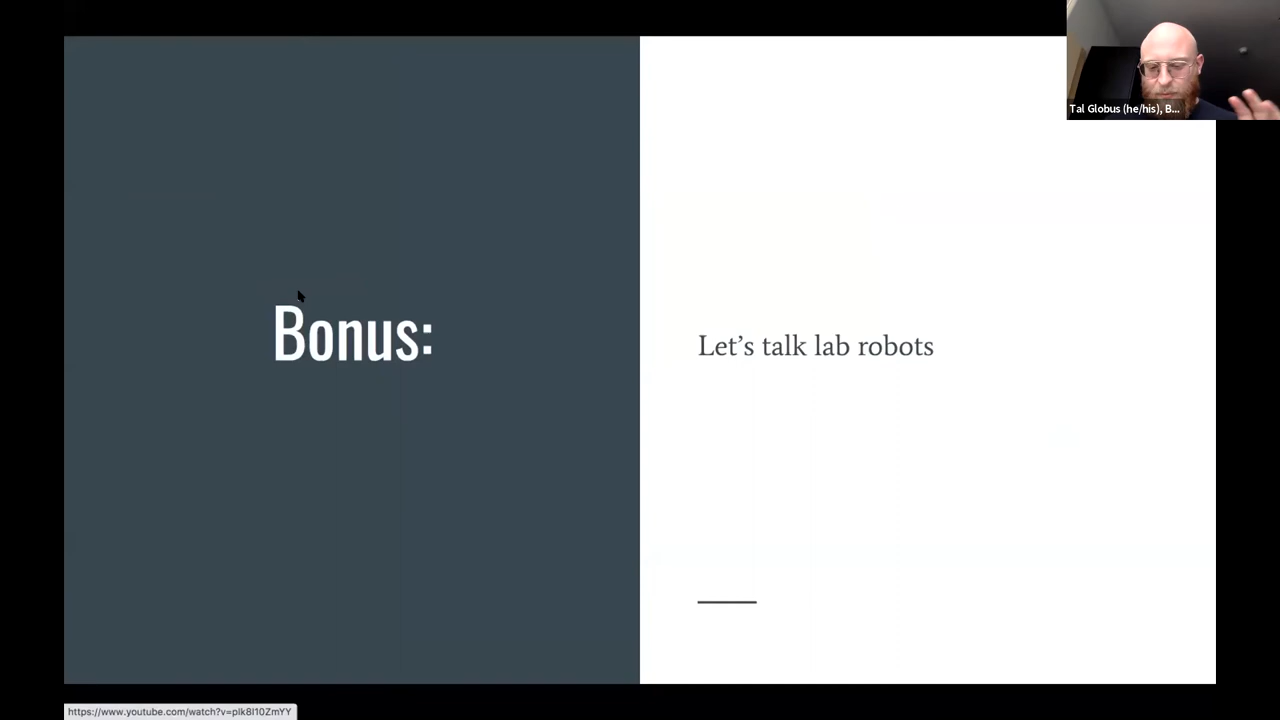 Tal Globus (he/his), B...
Bonus:
Let’s talk lab robots
https://www.youtube.com/watch?v=pIk8I10ZmYY